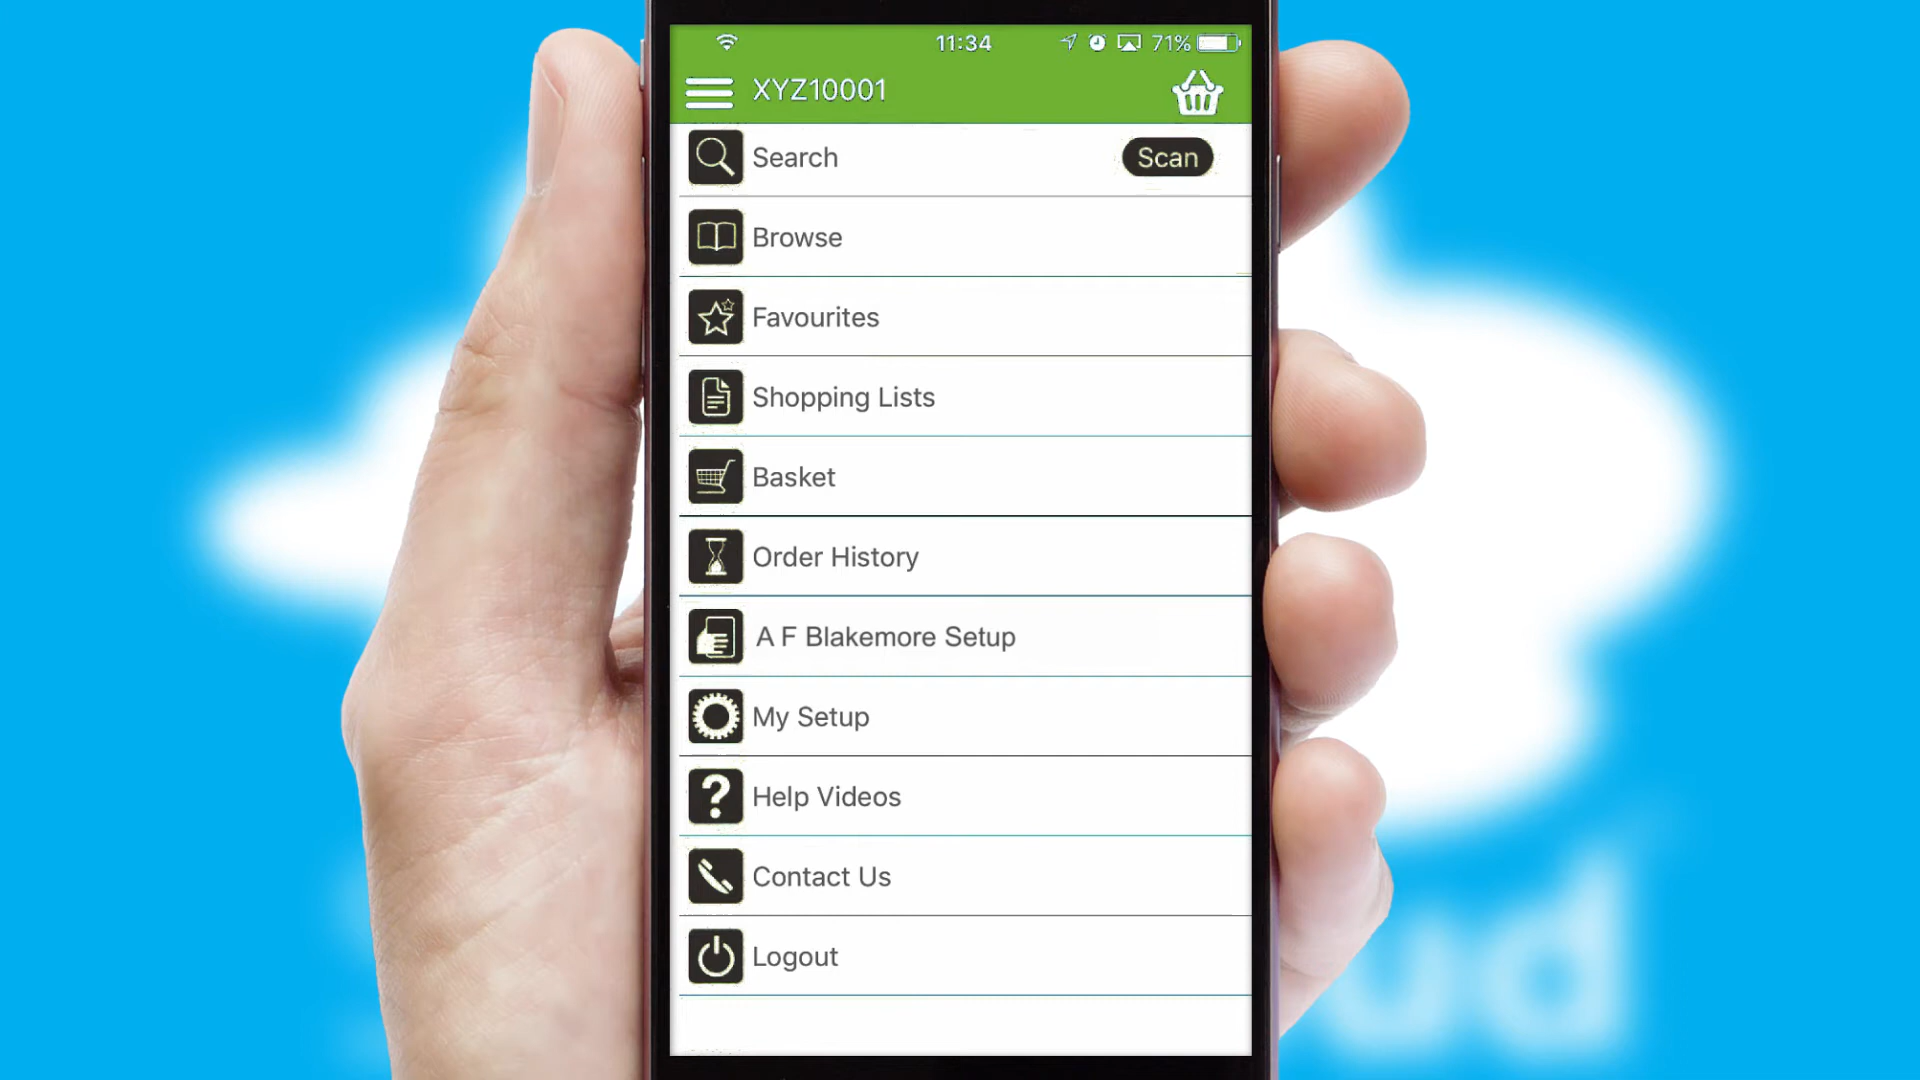 11:34
71%
XYZ10001
Search
Scan
Browse
Favourites
Shopping Lists
Basket
Order History
A F Blakemore Setup
My Setup
Help Videos
Contact Us
Logout